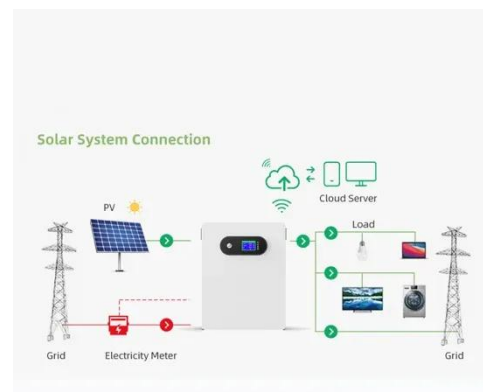 Solar System Connection
PV
Cloud Server
Load
Grid
Electricity Meter
Grid